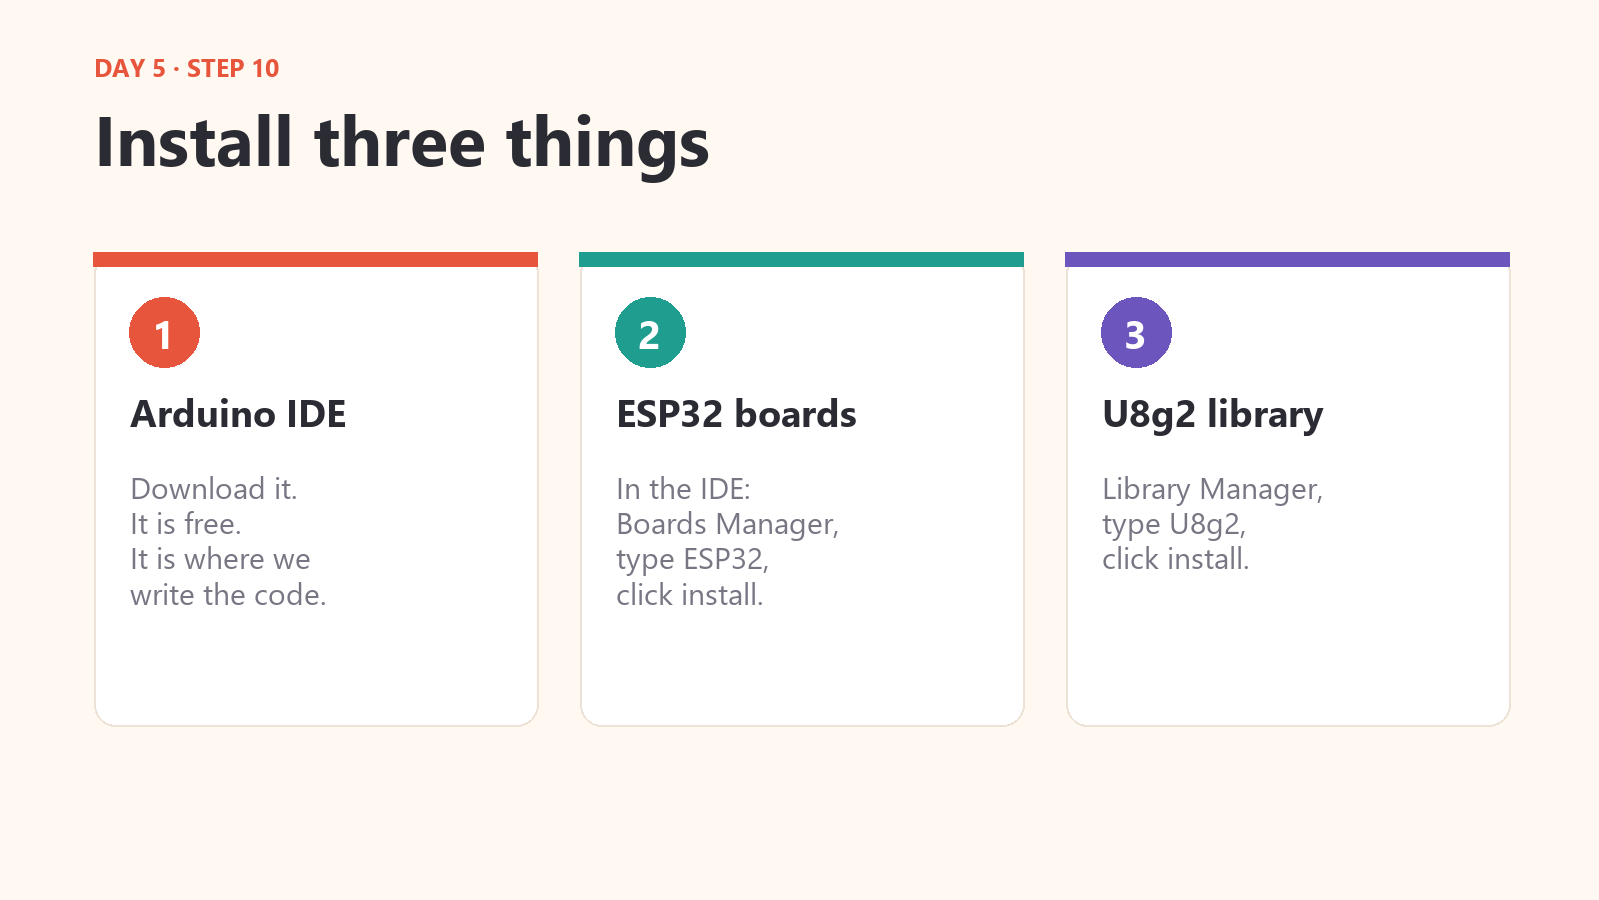 DAY 5 · STEP 10
Install three things
1
Arduino IDE
Download it.
It is free.
It is where we
write the code.
2
ESP32 boards
In the IDE:
Boards Manager,
type ESP32,
click install.
3
U8g2 library
Library Manager,
type U8g2,
click install.